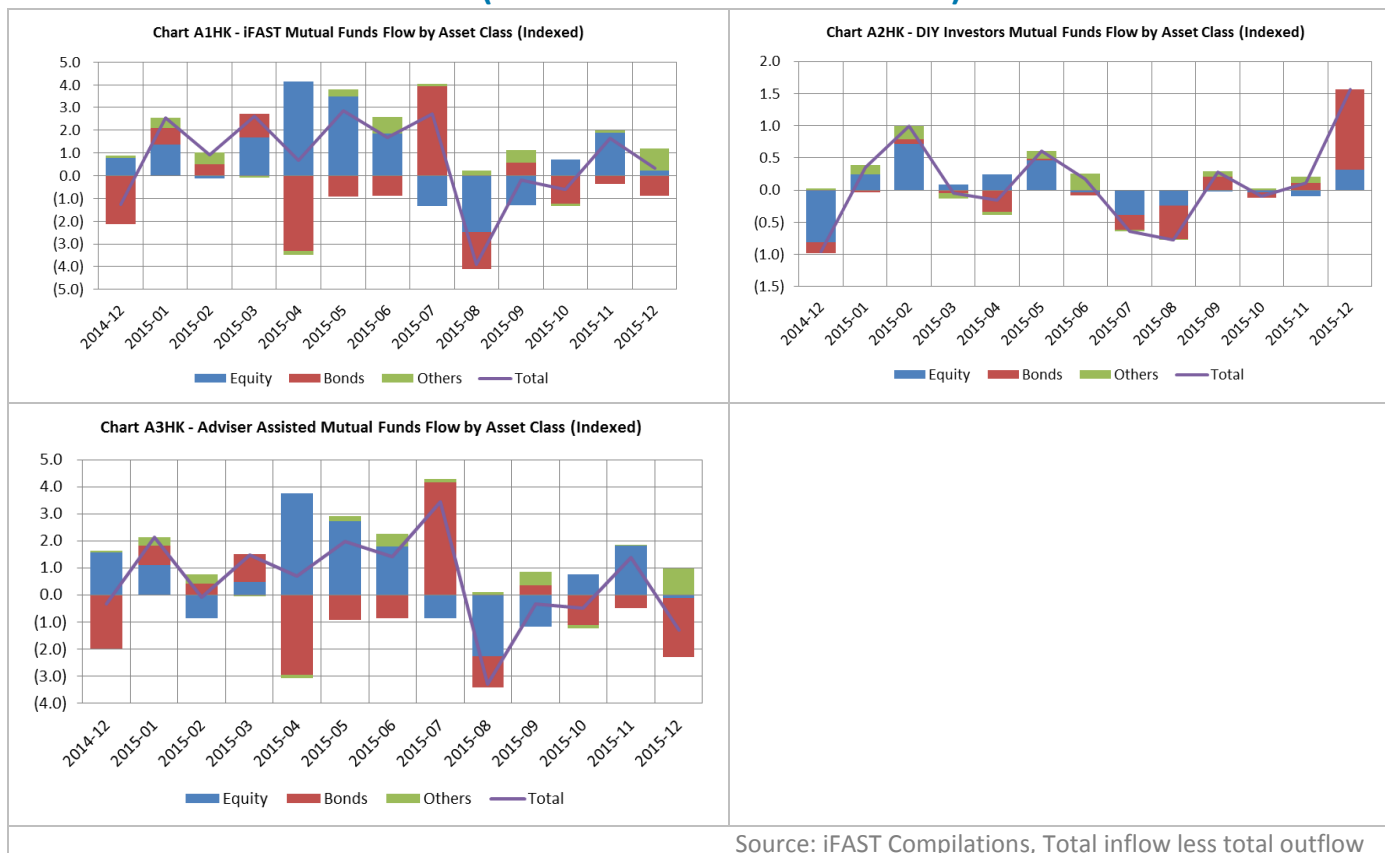 Chart A1HK - iFAST Mutual Funds Flow by Asset Class (Indexed)
5.0
4.0
3.0
2.0
1.0
0.0
(1.0)
(2.0)
(3.0)
(4.0)
(5.0)
2014-12 2015-01 2015-02 2015-03 2015-04 2015-05 2015-06 2015-07 2015-08 2015-09 2015-10 2015-11 2015-12
Equity Bonds Others Total
Chart A2HK - DIY Investors Mutual Funds Flow by Asset Class (Indexed)
2.0
1.5
1.0
0.5
0.0
(0.5)
(1.0)
(1.5)
2014-12 2015-01 2015-02 2015-03 2015-04 2015-05 2015-06 2015-07 2015-08 2015-09 2015-10 2015-11 2015-12
Equity Bonds Others Total
Chart A3HK - Adviser Assisted Mutual Funds Flow by Asset Class (Indexed)
5.0
4.0
3.0
2.0
1.0
0.0
(1.0)
(2.0)
(3.0)
(4.0)
2014-12 2015-01 2015-02 2015-03 2015-04 2015-05 2015-06 2015-07 2015-08 2015-09 2015-10 2015-11 2015-12
Equity Bonds Others Total
Source: iFAST Compilations, Total inflow less total outflow